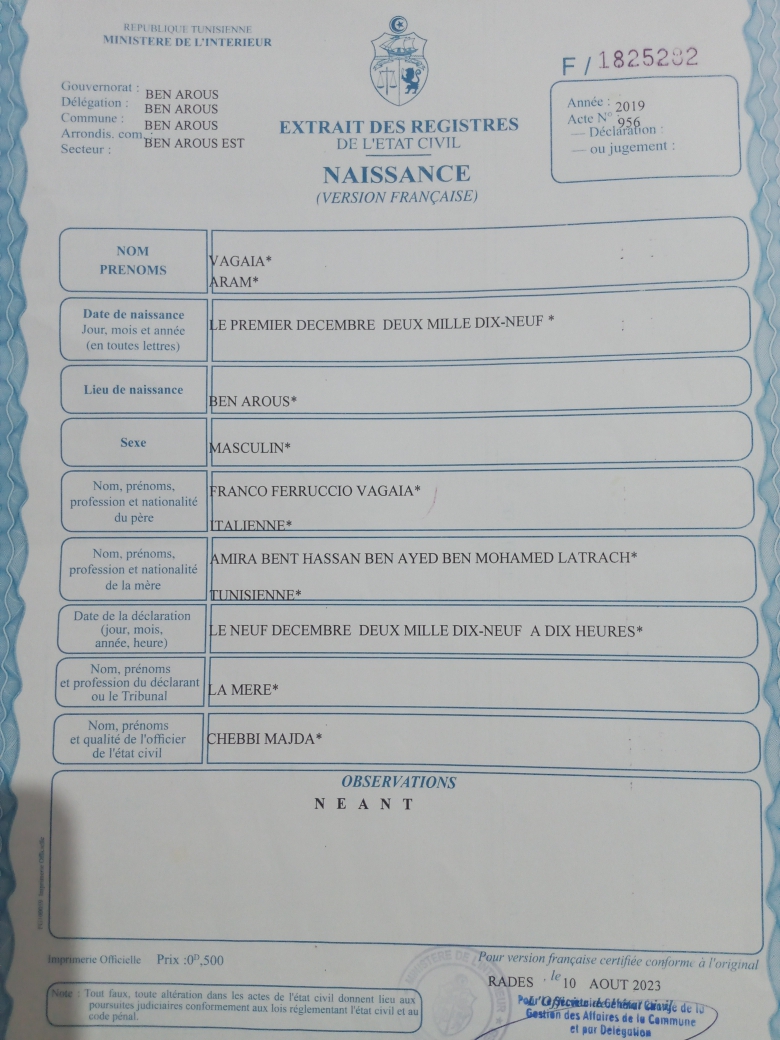 REPUBLIQUE TUNISIENNE
MINISTERE DE L'INTERIEUR
F / 1825232
Gouvernorat : BEN AROUS
Délégation : BEN AROUS
Commune : BEN AROUS
Arrondis. com. : BEN AROUS EST
Secteur :
Année : 2019
Acte N° 956
— Déclaration :
— ou jugement :
EXTRAIT DES REGISTRES
DE L'ETAT CIVIL
NAISSANCE
(VERSION FRANÇAISE)
NOM
PRENOMS
VAGAIA*
ARAM*
Date de naissance
Jour, mois et année
(en toutes lettres)
LE PREMIER DECEMBRE DEUX MILLE DIX-NEUF *
Lieu de naissance
BEN AROUS*
Sexe
MASCULIN*
Nom, prénoms,
profession et nationalité
du père
FRANCO FERRUCCIO VAGAIA*
ITALIENNE*
Nom, prénoms,
profession et nationalité
de la mère
AMIRA BENT HASSAN BEN AYED BEN MOHAMED LATRACH*
TUNISIENNE*
Date de la déclaration
(jour, mois,
année, heure)
LE NEUF DECEMBRE DEUX MILLE DIX-NEUF A DIX HEURES*
Nom, prénoms
et profession du déclarant
ou le Tribunal
LA MERE*
Nom, prénoms
et qualité de l'officier
de l'état civil
CHEBBI MAJDA*
OBSERVATIONS
N E A N T
Imprimerie Officielle Prix :0ᴰ,500
Pour version française certifiée conforme à l'original
RADES le 10 AOUT 2023
Note : Tout faux, toute altération dans les actes de l'état civil donnent lieu aux
poursuites judiciaires conformement aux lois réglementant l'état civil et au
code pénal.
MINISTERE DE L'INTERIEUR
Gestion des Affaires de la Commune
et par Délégation